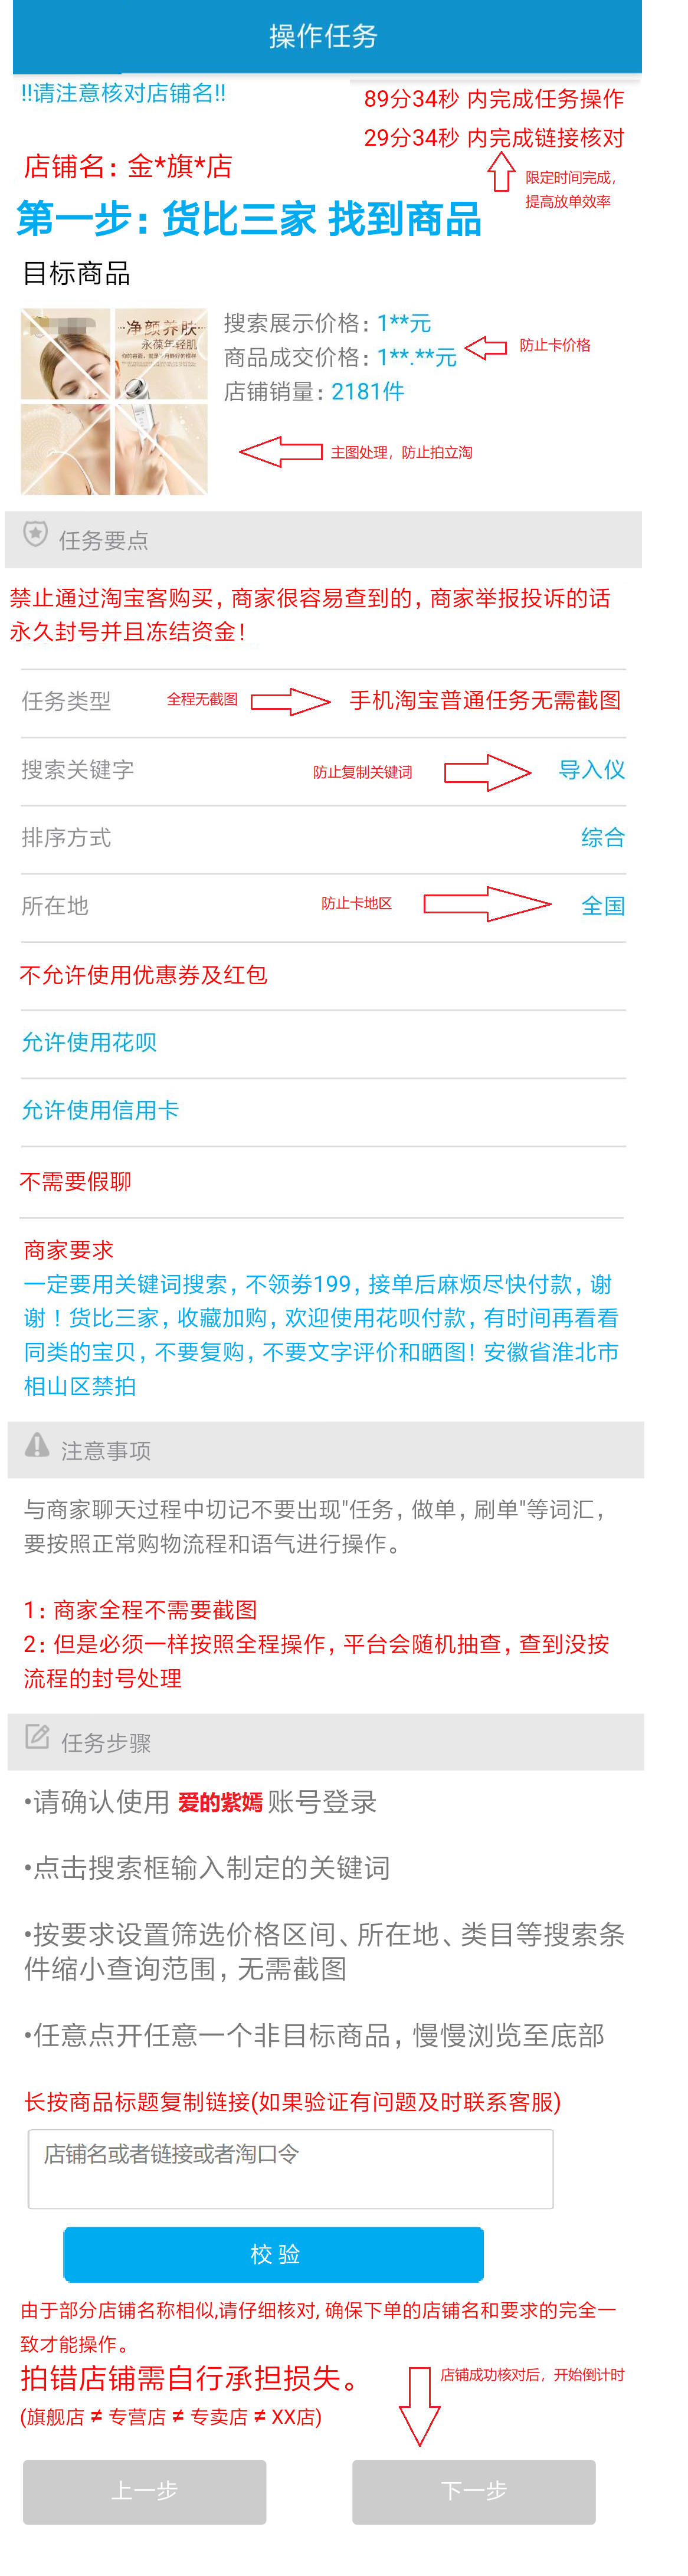 操作任务
!!请注意核对店铺名!!
89分34秒 内完成任务操作
29分34秒 内完成链接核对
店铺名：金*旗*店
限定时间完成，
提高放单效率
第一步：货比三家 找到商品
目标商品
净颜养肤
永葆年轻肌
搜索展示价格：1**元
商品成交价格：1**.**元
防止卡价格
店铺销量：2181件
主图处理，防止拍立淘
任务要点
禁止通过淘宝客购买，商家很容易查到的，商家举报投诉的话
永久封号并且冻结资金！
任务类型 全程无截图 手机淘宝普通任务无需截图
搜索关键字 防止复制关键词 导入仪
排序方式 综合
所在地 防止卡地区 全国
不允许使用优惠券及红包
允许使用花呗
允许使用信用卡
不需要假聊
商家要求
一定要用关键词搜索，不领劵199，接单后麻烦尽快付款，谢
谢！货比三家，收藏加购，欢迎使用花呗付款，有时间再看看
同类的宝贝，不要复购，不要文字评价和晒图！安徽省淮北市
相山区禁拍
注意事项
与商家聊天过程中切记不要出现"任务，做单，刷单"等词汇，
要按照正常购物流程和语气进行操作。
1：商家全程不需要截图
2：但是必须一样按照全程操作，平台会随机抽查，查到没按
流程的封号处理
任务步骤
•请确认使用 爱的紫嫣 账号登录
•点击搜索框输入制定的关键词
•按要求设置筛选价格区间、所在地、类目等搜索条
件缩小查询范围，无需截图
•任意点开任意一个非目标商品，慢慢浏览至底部
长按商品标题复制链接(如果验证有问题及时联系客服)
店铺名或者链接或者淘口令
校 验
由于部分店铺名称相似,请仔细核对, 确保下单的店铺名和要求的完全一
致才能操作。
拍错店铺需自行承担损失。
店铺成功核对后，开始倒计时
(旗舰店 ≠ 专营店 ≠ 专卖店 ≠ XX店)
上一步
下一步